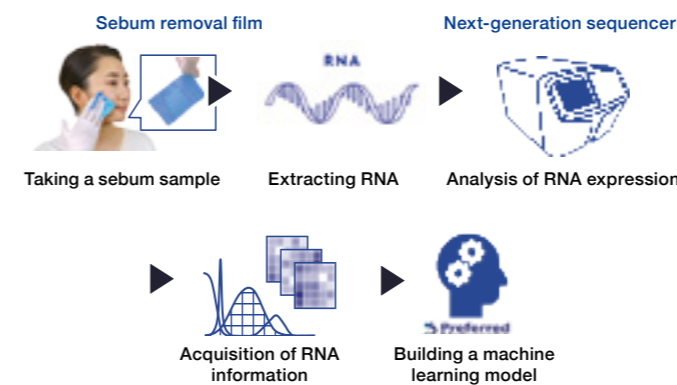 Sebum removal film
Next-generation sequencer
RNA
Taking a sebum sample
Extracting RNA
Analysis of RNA expression
Preferred
Acquisition of RNA
information
Building a machine
learning model